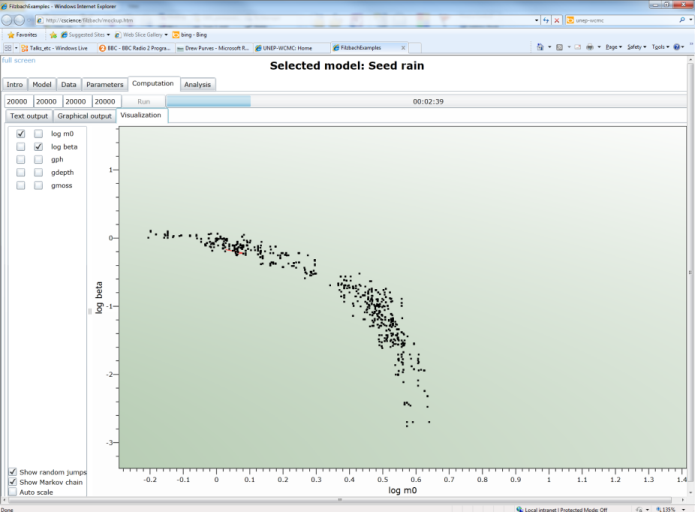 FilzbachExamples - Windows Internet Explorer
http://cscience/filzbach/mockup.htm
unep-wcmc
Favorites
Suggested Sites
Web Slice Gallery
bing - Bing
Talks_etc - Windows Live
BBC - BBC Radio 2 Progra...
Drew Purves - Microsoft R...
UNEP-WCMC: Home
FilzbachExamples
Page Safety Tools
full screen
Selected model: Seed rain
Intro Model Data Parameters Computation Analysis
20000 20000 20000 20000 Run 00:02:39
Text output Graphical output Visualization
log m0
log beta
gph
gdepth
gmoss
Show random jumps
Show Markov chain
Auto scale
log beta
1
0
-1
-2
-3
-0.2 -0.1 0 0.1 0.2 0.3 0.4 0.5 0.6 0.7 0.8 0.9 1 1.1 1.2 1.3 1.4
log m0
Done
Local intranet | Protected Mode: Off
135%